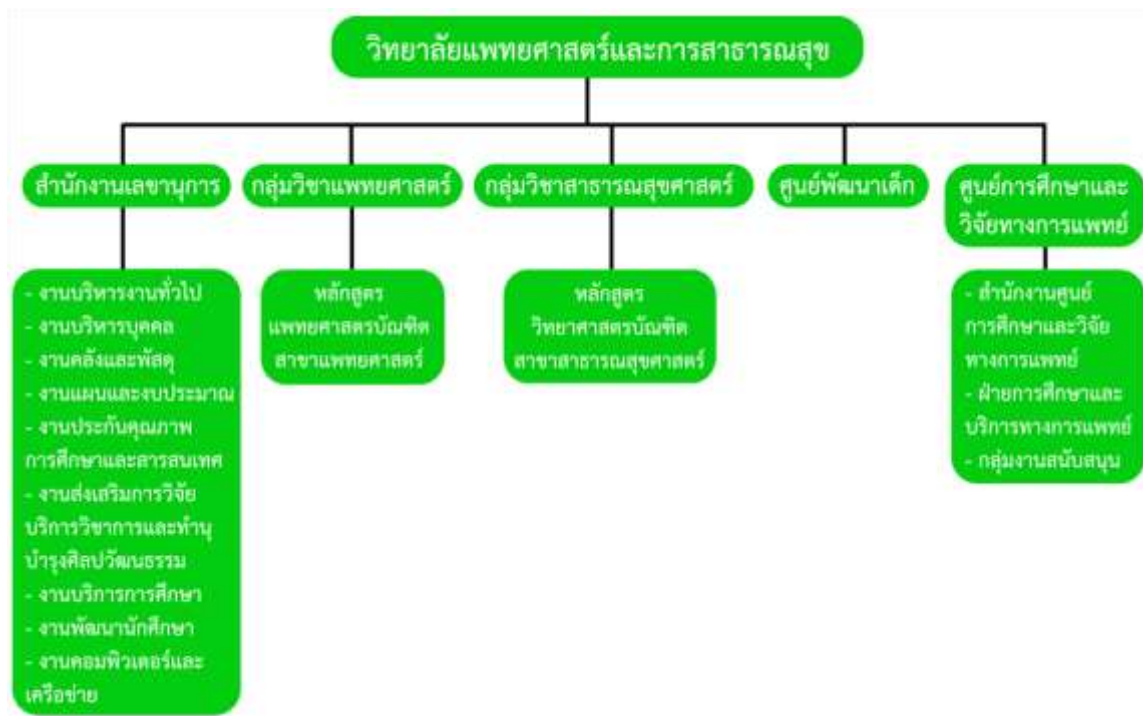 วิทยาลัยแพทยศาสตร์และการสาธารณสุข
สำนักงานเลขานุการ
กลุ่มวิชาแพทยศาสตร์
กลุ่มวิชาสาธารณสุขศาสตร์
ศูนย์พัฒนาเด็ก
ศูนย์การศึกษาและ
วิจัยทางการแพทย์
- งานบริหารงานทั่วไป
- งานบริหารบุคคล
- งานคลังและพัสดุ
- งานแผนและงบประมาณ
- งานประกันคุณภาพ
การศึกษาและสารสนเทศ
- งานส่งเสริมการวิจัย
บริการวิชาการและทำนุ
บำรุงศิลปวัฒนธรรม
- งานบริการการศึกษา
- งานพัฒนานักศึกษา
- งานคอมพิวเตอร์และ
เครือข่าย
หลักสูตร
แพทยศาสตรบัณฑิต
สาขาแพทยศาสตร์
หลักสูตร
วิทยาศาสตรบัณฑิต
สาขาสาธารณสุขศาสตร์
- สำนักงานศูนย์
การศึกษาและวิจัย
ทางการแพทย์
- ฝ่ายการศึกษาและ
บริการทางการแพทย์
- กลุ่มงานสนับสนุน